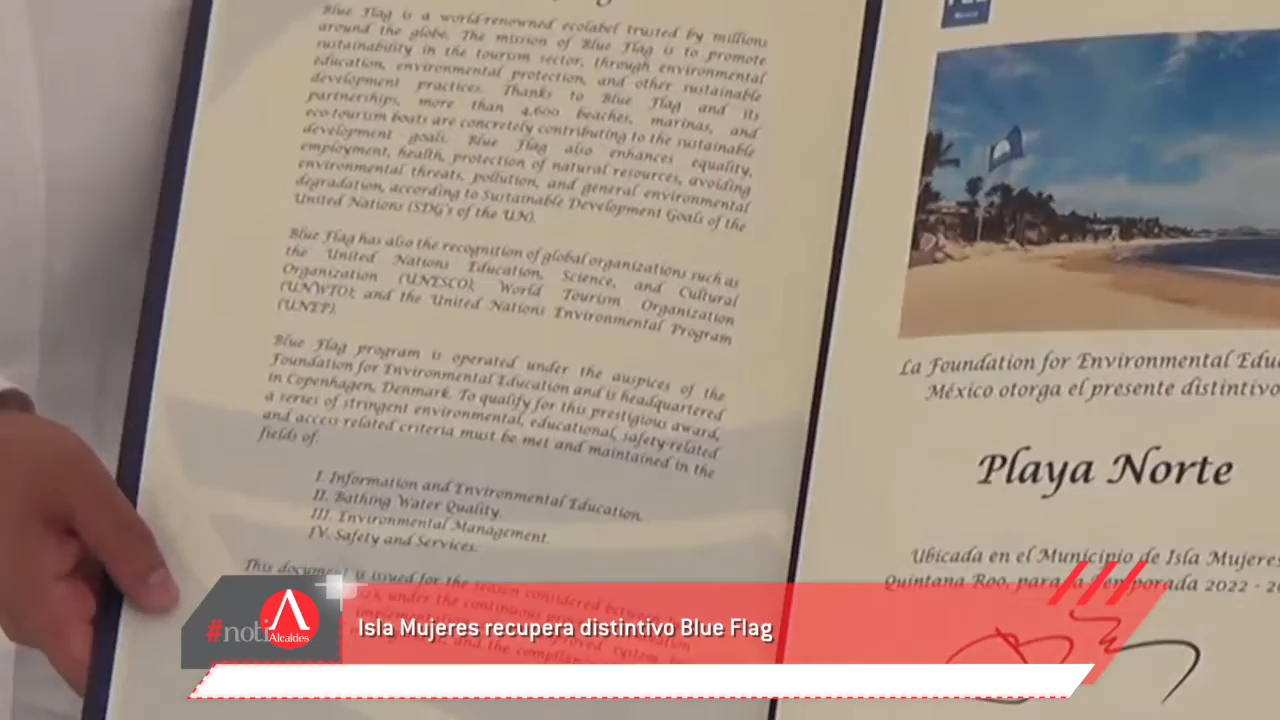 Blue Flag is a world-renowned ecolabel trusted by millions
around the globe. The mission of Blue Flag is to promote
sustainability in the tourism sector, through environmental
education, environmental protection, and other sustainable
development practices. Thanks to Blue Flag and its
partnerships, more than 4,600 beaches, marinas, and
eco-tourism boats are concretely contributing to the sustainable
development goals. Blue Flag also enhances equality,
employment, health, protection of natural resources, avoiding
environmental threats, pollution, and general environmental
degradation, according to Sustainable Development Goals of the
United Nations (SDG's of the UN).
Blue Flag has also the recognition of global organizations such as
the United Nations Education, Science, and Cultural
Organization (UNESCO); World Tourism Organization
(UNWTO); and the United Nations Environmental Program
(UNEP).
Blue Flag program is operated under the auspices of the
Foundation for Environmental Education and is headquartered
in Copenhagen, Denmark. To qualify for this prestigious award,
a series of stringent environmental, educational, safety-related
and access-related criteria must be met and maintained in the
fields of:
I. Information and Environmental Education.
II. Bathing Water Quality.
III. Environmental Management.
IV. Safety and Services.
This document is issued for the season considered between
under the continuous
and the
México
La Foundation for Environmental
México otorga el presente distintivo
Playa Norte
Ubicada en el Municipio de Isla Mujeres
Quintana Roo, para la Temporada 2022 - 20
#noti Alcaldes
Isla Mujeres recupera distintivo Blue Flag